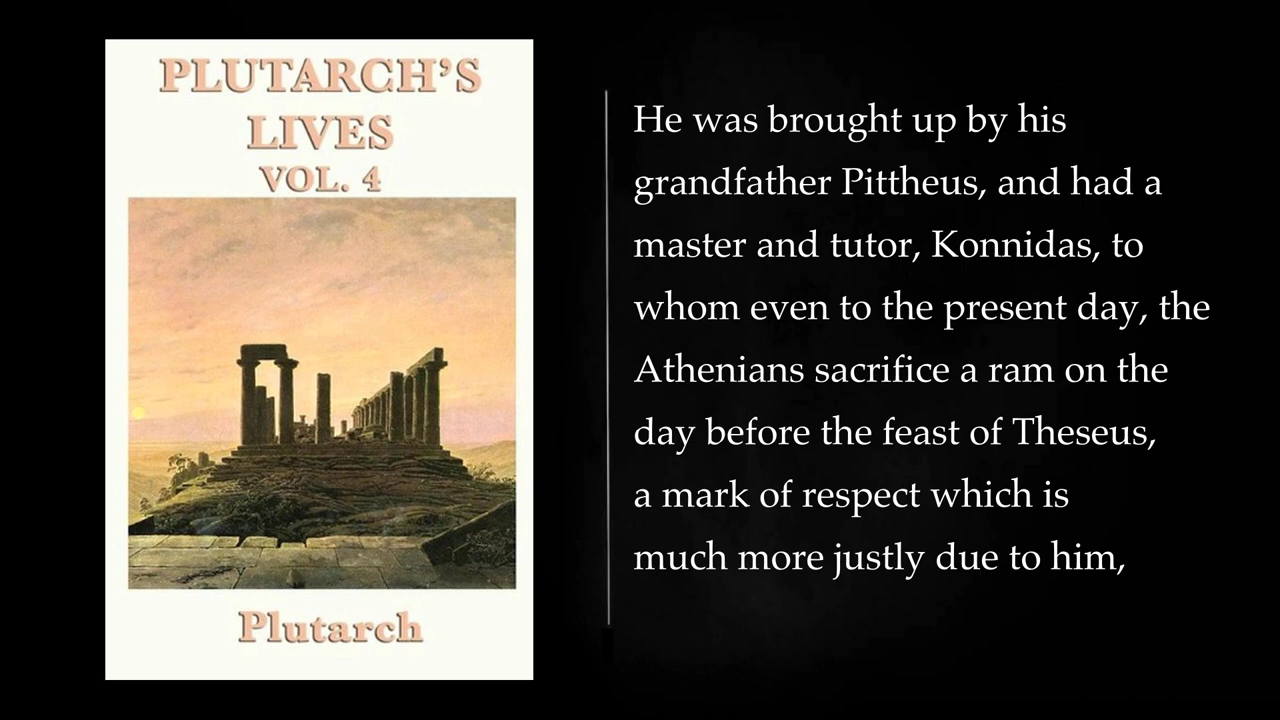 PLUTARCH'S
LIVES
VOL. 4
Plutarch
He was brought up by his
grandfather Pittheus, and had a
master and tutor, Konnidas, to
whom even to the present day, the
Athenians sacrifice a ram on the
day before the feast of Theseus,
a mark of respect which is
much more justly due to him,